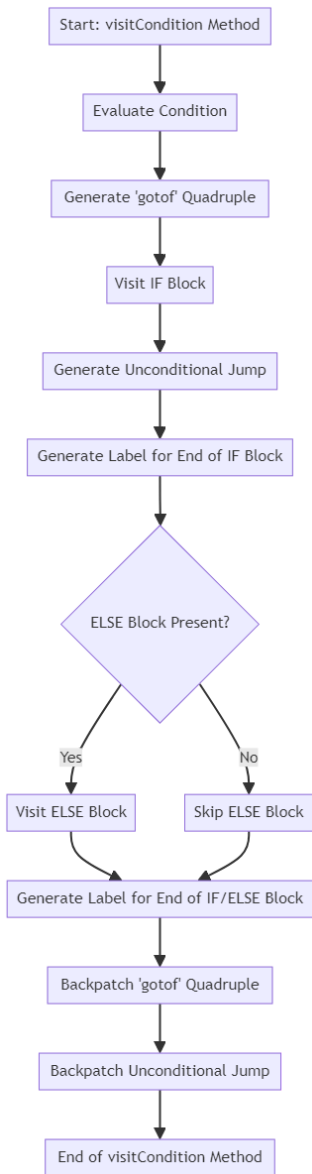 Start: visitCondition Method
Evaluate Condition
Generate 'gotof' Quadruple
Visit IF Block
Generate Unconditional Jump
Generate Label for End of IF Block
ELSE Block Present?
Yes
No
Visit ELSE Block
Skip ELSE Block
Generate Label for End of IF/ELSE Block
Backpatch 'gotof' Quadruple
Backpatch Unconditional Jump
End of visitCondition Method